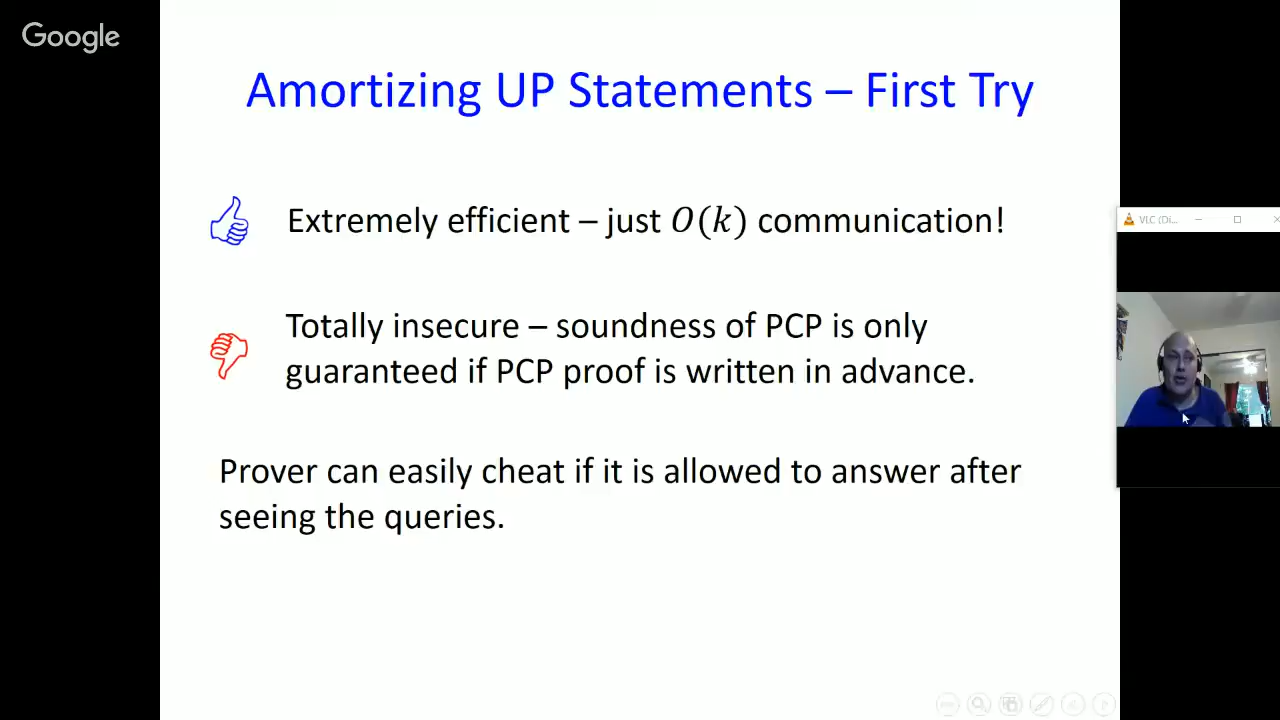 Google
Amortizing UP Statements – First Try
Extremely efficient – just O(k) communication!
VLC (Di...
Totally insecure – soundness of PCP is only
guaranteed if PCP proof is written in advance.
Prover can easily cheat if it is allowed to answer after
seeing the queries.